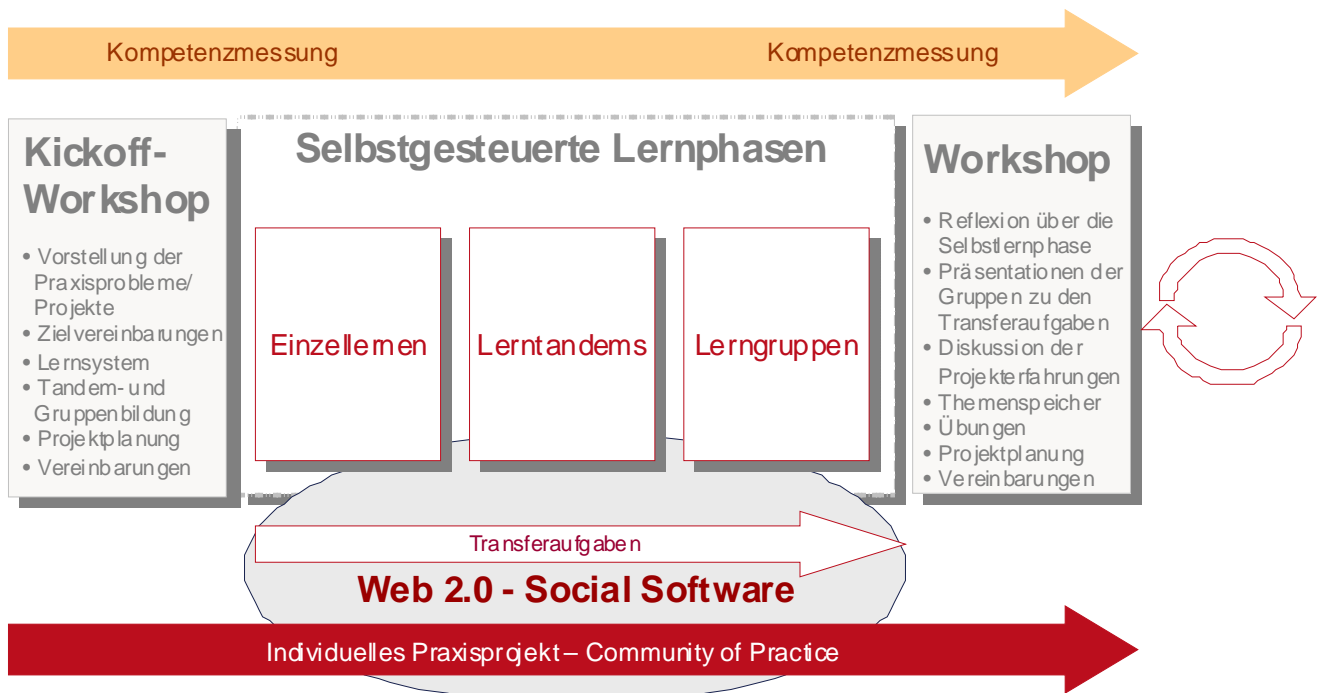 Kompetenzmessung Kompetenzmessung
Kickoff-
Workshop
• Vorstellung der
Praxisprobleme/
Projekte
• Zielvereinbarungen
• Lernsystem
• Tandem- und
Gruppenbildung
• Projektplanung
• Vereinbarungen
Selbstgesteuerte Lernphasen
Einzellernen
Lerntandems
Lerngruppen
Transferaufgaben
Web 2.0 - Social Software
Workshop
• Reflexion über die
Selbstlernphase
• Präsentationen der
Gruppen zu den
Transferaufgaben
• Diskussion der
Projekterfahrungen
• Themenspeicher
• Übungen
• Projektplanung
• Vereinbarungen
Individuelles Praxisprojekt – Community of Practice